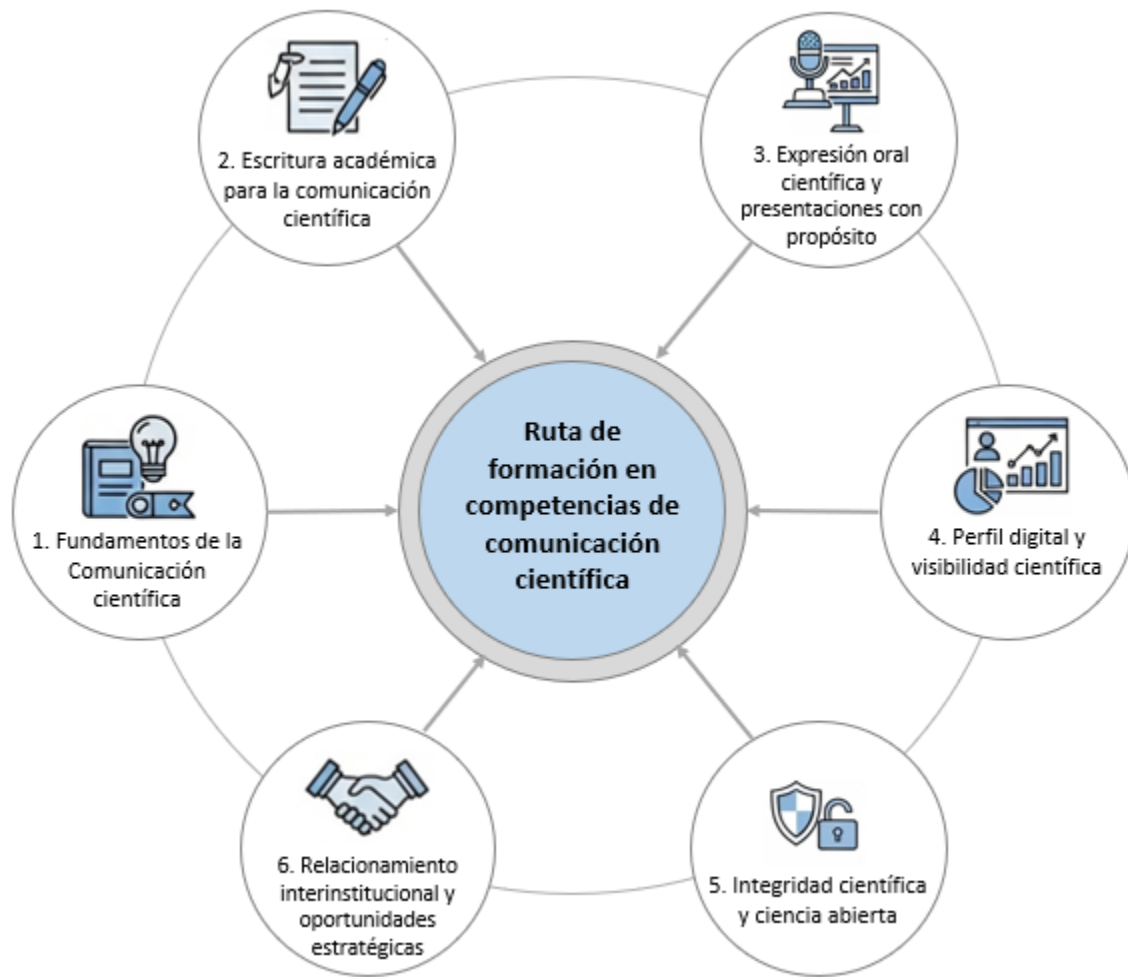 2. Escritura académica
para la comunicación
científica
3. Expresión oral
científica y
presentaciones con
propósito
Ruta de
formación en
competencias de
comunicación
científica
1. Fundamentos de la
Comunicación
científica
4. Perfil digital y
visibilidad científica
6. Relacionamiento
interinstitucional y
oportunidades
estratégicas
5. Integridad científica
y ciencia abierta